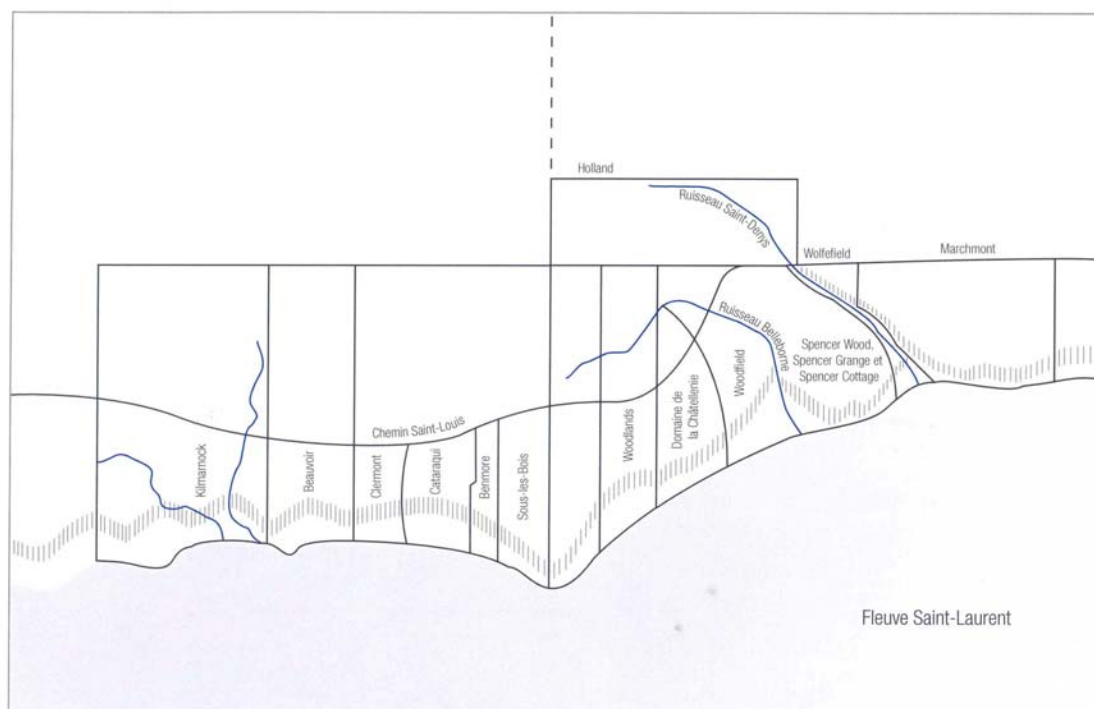 Holland
Ruisseau Saint-Denys
Wolfefield
Marchmont
Ruisseau Belleborne
Spencer Wood,
Spencer Grange et
Spencer Cottage
Chemin Saint-Louis
Kilmarnock
Beauvoir
Clermont
Cataraqui
Benmore
Sous-les-Bois
Woodlands
Domaine de
la Châtellenie
Woodfield
Fleuve Saint-Laurent